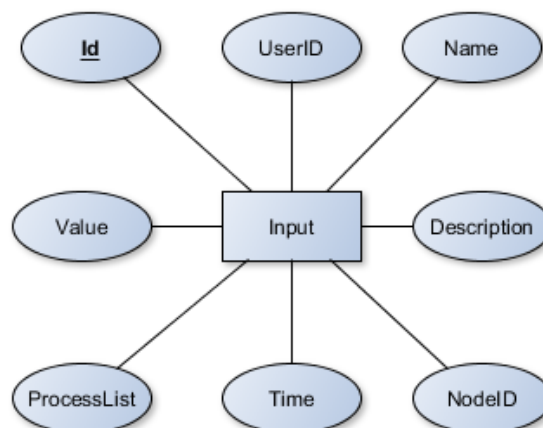 Id
UserID
Name
Value
Input
Description
ProcessList
Time
NodeID